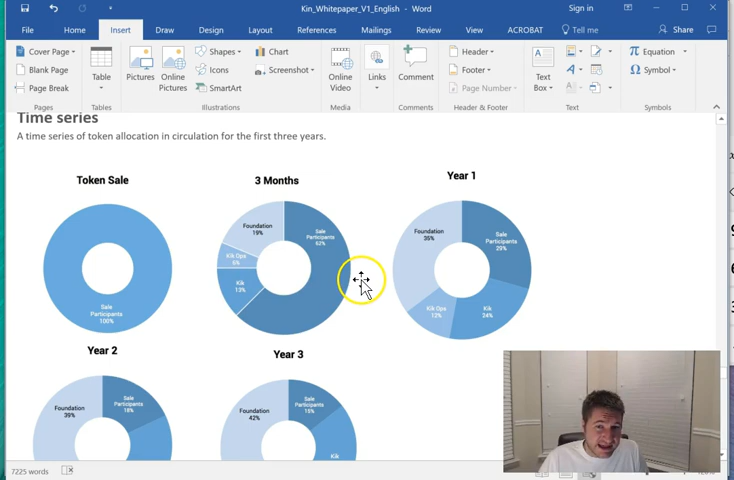 Kin_Whitepaper_V1_English - Word
Sign in
File Home Insert Draw Design Layout References Mailings Review View ACROBAT Tell me Share
Cover Page
Blank Page
Page Break
Pages
Table
Tables
Pictures
Online Pictures
Shapes
Icons
SmartArt
Chart
Screenshot
Illustrations
Online Video
Media
Links
Comment
Comments
Header
Footer
Page Number
Header & Footer
Text Box
Text
Equation
Symbol
Symbols
Time series
A time series of token allocation in circulation for the first three years.
Token Sale
Sale
Participants
100%
3 Months
Foundation
19%
Sale
Participants
62%
Kik Ops
6%
Kik
13%
Year 1
Foundation
35%
Sale
Participants
29%
Kik Ops
12%
Kik
24%
Year 2
Foundation
39%
Sale
Participants
18%
Year 3
Foundation
42%
Sale
Participants
15%
Kik
7225 words